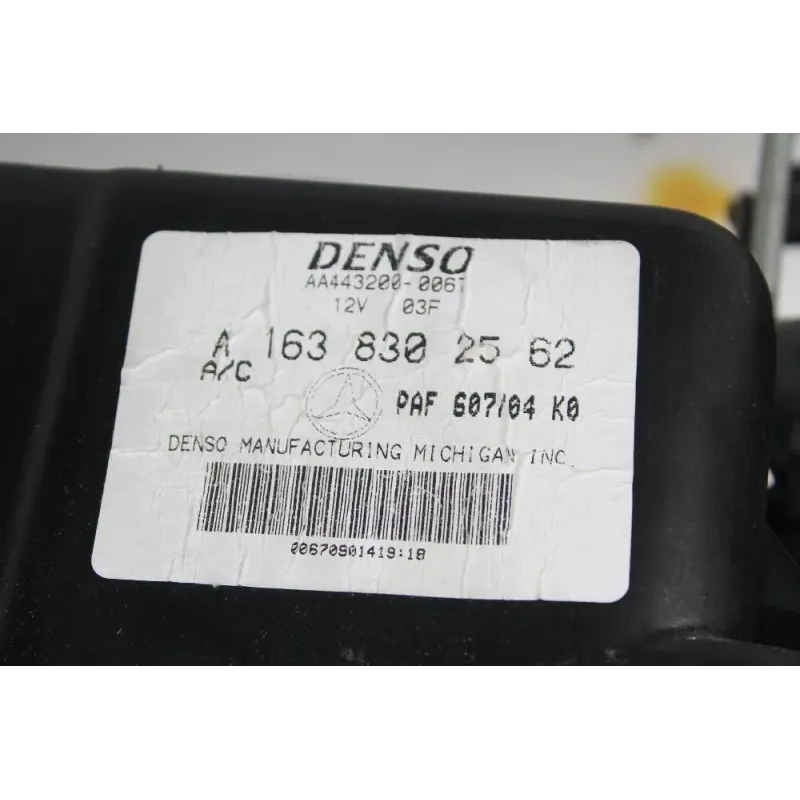 DENSO
AA443200-0061
12V 03F
A 163 830 25 62
A/C
PAF 607/04 K0
DENSO MANUFACTURING MICHIGAN INC.
00670901419:18